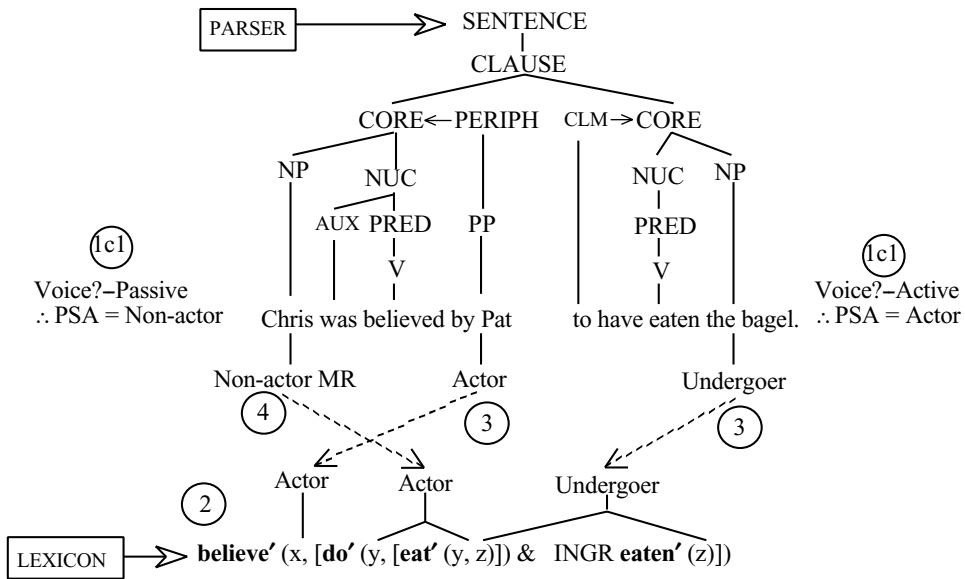 PARSER
SENTENCE
CLAUSE
CORE←PERIPH CLM→CORE
NP NUC NUC NP
AUX PRED PP PRED
V V
1c1 1c1
Voice?–Passive Voice?–Active
∴ PSA = Non-actor Chris was believed by Pat to have eaten the bagel. ∴ PSA = Actor
Non-actor MR Actor Undergoer
4 3 3
Actor Actor Undergoer
2
LEXICON believe′ (x, [do′ (y, [eat′ (y, z)]) & INGR eaten′ (z)])